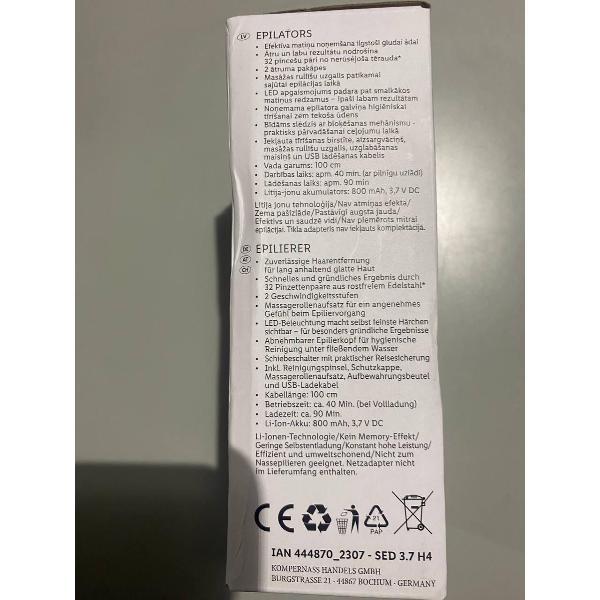 LV EPILATORS
• Efektīva matiņu noņemšana ilgstoši gludai ādai
• Ātru un labu rezultātu nodrošina
32 pincešu pāri no nerūsējoša tērauda*
• 2 ātruma pakāpes
• Masāžas rullīšu uzgalis patīkamai
sajūtai epilācijas laikā
• LED apgaismojums padara pat smalkākos
matiņus redzamus – īpaši labam rezultātam
• Noņemama epilatora galviņa higiēniskai
tīrīšanai zem tekoša ūdens
• Bīdāms slēdzis ar bloķēšanas mehānismu -
praktisks pārvadāšanai ceļojumu laikā
• Iekļauta tīrīšanas birstīte, aizsargvāciņš,
masāžas rullīšu uzgalis, uzglabāšanas
maisiņš un USB lādēšanas kabelis
• Vada garums: 100 cm
• Darbības laiks: apm. 40 min. (ar pilnīgu uzlādi)
• Lādēšanas laiks: apm. 90 min
• Litija-jonu akumulators: 800 mAh, 3,7 V DC
Litija jonu tehnoloģija/Nav atmiņas efekta/
Zema pašizlāde/Pastāvīgi augsta jauda/
Efektīvs un saudzē vidi/Nav piemērots mitrai
epilācijai. Tīkla adapteris nav iekļauts komplektācijā.
DE AT CH EPILIERER
• Zuverlässige Haarentfernung
für lang anhaltend glatte Haut
• Schnelles und gründliches Ergebnis durch
32 Pinzettenpaare aus rostfreiem Edelstahl*
• 2 Geschwindigkeitsstufen
• Massagerollenaufsatz für ein angenehmes
Gefühl beim Epiliervorgang
• LED-Beleuchtung macht selbst feinste Härchen
sichtbar – für besonders gründliche Ergebnisse
• Abnehmbarer Epilierkopf für hygienische
Reinigung unter fließendem Wasser
• Schiebeschalter mit praktischer Reisesicherung
• Inkl. Reinigungspinsel, Schutzkappe,
Massagerollenaufsatz, Aufbewahrungsbeutel
und USB-Ladekabel
• Kabellänge: 100 cm
• Betriebszeit: ca. 40 Min. (bei Vollladung)
• Ladezeit: ca. 90 Min.
• Li-Ion-Akku: 800 mAh, 3,7 V DC
Li-Ionen-Technologie/Kein Memory-Effekt/
Geringe Selbstentladung/Konstant hohe Leistung/
Effizient und umweltschonend/Nicht zum
Nassepilieren geeignet. Netzadapter nicht
im Lieferumfang enthalten.
CE
21
PAP
IAN 444870_2307 - SED 3.7 H4
KOMPERNASS HANDELS GMBH
BURGSTRASSE 21 - 44867 BOCHUM - GERMANY